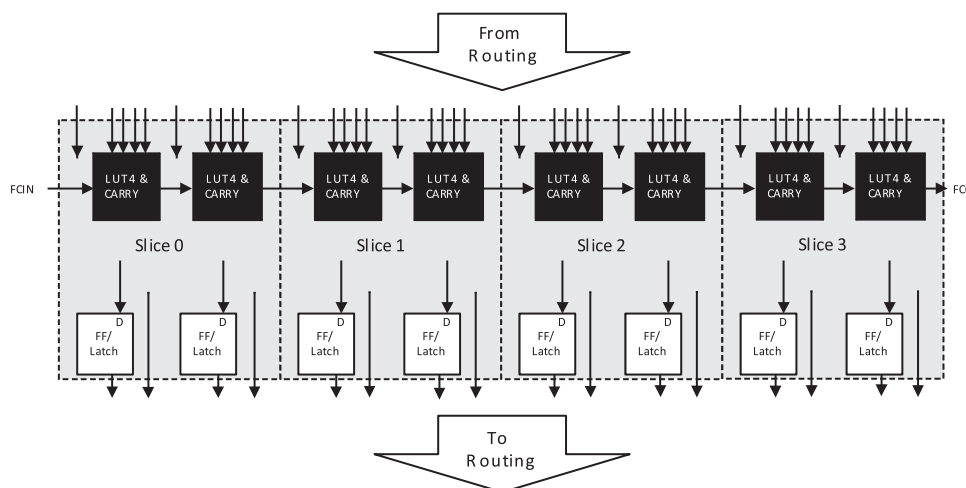 From
Routing
FCIN
LUT4 &
CARRY
LUT4 &
CARRY
LUT4 &
CARRY
LUT4 &
CARRY
LUT4 &
CARRY
LUT4 &
CARRY
LUT4 &
CARRY
LUT4 &
CARRY
Slice 0
Slice 1
Slice 2
Slice 3
D
FF/
Latch
D
FF/
Latch
D
FF/
Latch
D
FF/
Latch
D
FF/
Latch
D
FF/
Latch
D
FF/
Latch
D
FF/
Latch
To
Routing